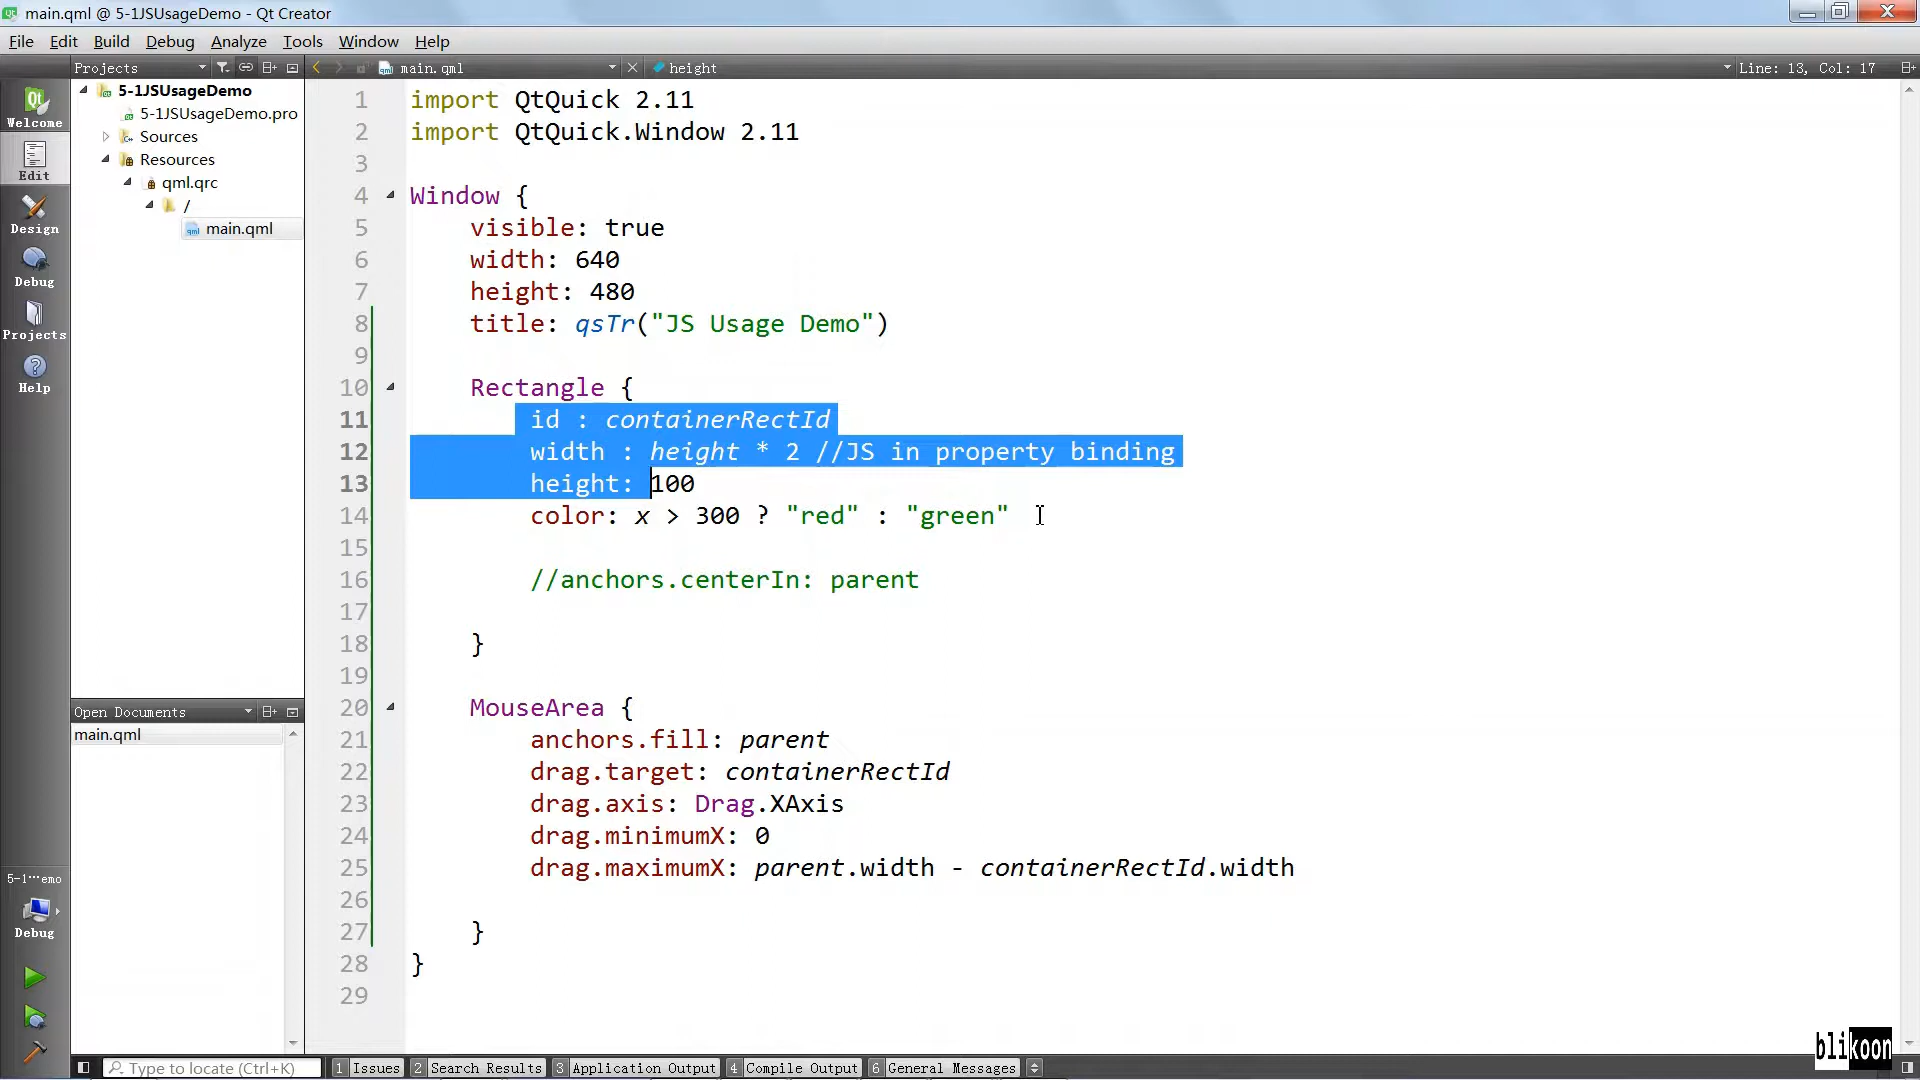 main.qml @ 5-1JSUsageDemo - Qt Creator
File Edit Build Debug Analyze Tools Window Help
Projects main.qml height Line: 13, Col: 17
Welcome
Edit
Design
Debug
Projects
Help
5-1···emo
Debug
5-1JSUsageDemo
5-1JSUsageDemo.pro
Sources
Resources
qml.qrc
/
main.qml
Open Documents
main.qml
1 import QtQuick 2.11
2 import QtQuick.Window 2.11
3
4 Window {
5 visible: true
6 width: 640
7 height: 480
8 title: qsTr("JS Usage Demo")
9
10 Rectangle {
11 id : containerRectId
12 width : height * 2 //JS in property binding
13 height: 100
14 color: x > 300 ? "red" : "green"
15
16 //anchors.centerIn: parent
17
18 }
19
20 MouseArea {
21 anchors.fill: parent
22 drag.target: containerRectId
23 drag.axis: Drag.XAxis
24 drag.minimumX: 0
25 drag.maximumX: parent.width - containerRectId.width
26
27 }
28 }
29
Type to locate (Ctrl+K) 1 Issues 2 Search Results 3 Application Output 4 Compile Output 6 General Messages
blikoon